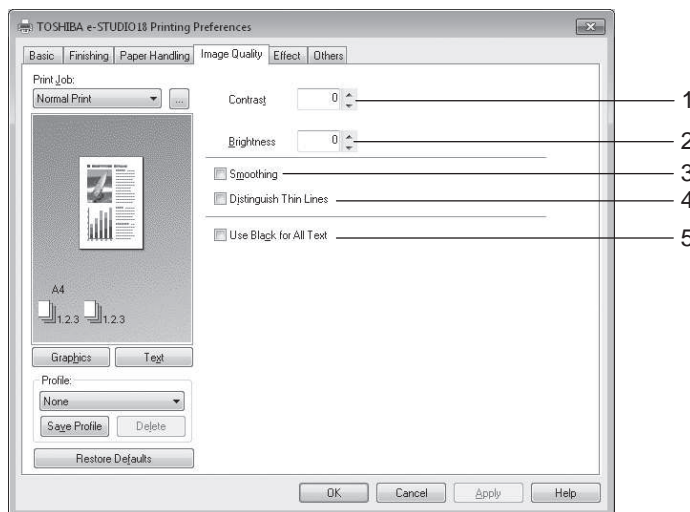 TOSHIBA e-STUDIO18 Printing Preferences
Basic Finishing Paper Handling Image Quality Effect Others
Print Job:
Normal Print ...
Contrast 0 1
Brightness 0 2
Smoothing 3
Distinguish Thin Lines 4
Use Black for All Text 5
A4
1.2.3 1.2.3
Graphics Text
Profile:
None
Save Profile Delete
Restore Defaults
OK Cancel Apply Help